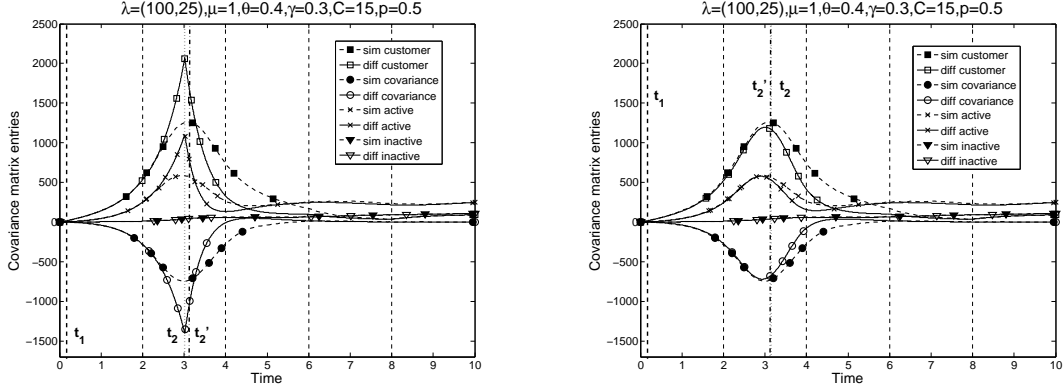 λ=(100,25),μ=1,θ=0.4,γ=0.3,C=15,p=0.5
Covariance matrix entries
2500
2000
1500
1000
500
0
−500
−1000
−1500
sim customer
diff customer
sim covariance
diff covariance
sim active
diff active
sim inactive
diff inactive
t1
t2
t2'
0 1 2 3 4 5 6 7 8 9 10
Time
λ=(100,25),μ=1,θ=0.4,γ=0.3,C=15,p=0.5
Covariance matrix entries
2000
1500
1000
500
0
−500
−1000
−1500
sim customer
diff customer
sim covariance
diff covariance
sim active
diff active
sim inactive
diff inactive
t1
t2'
t2
0 1 2 3 4 5 6 7 8 9 10
Time